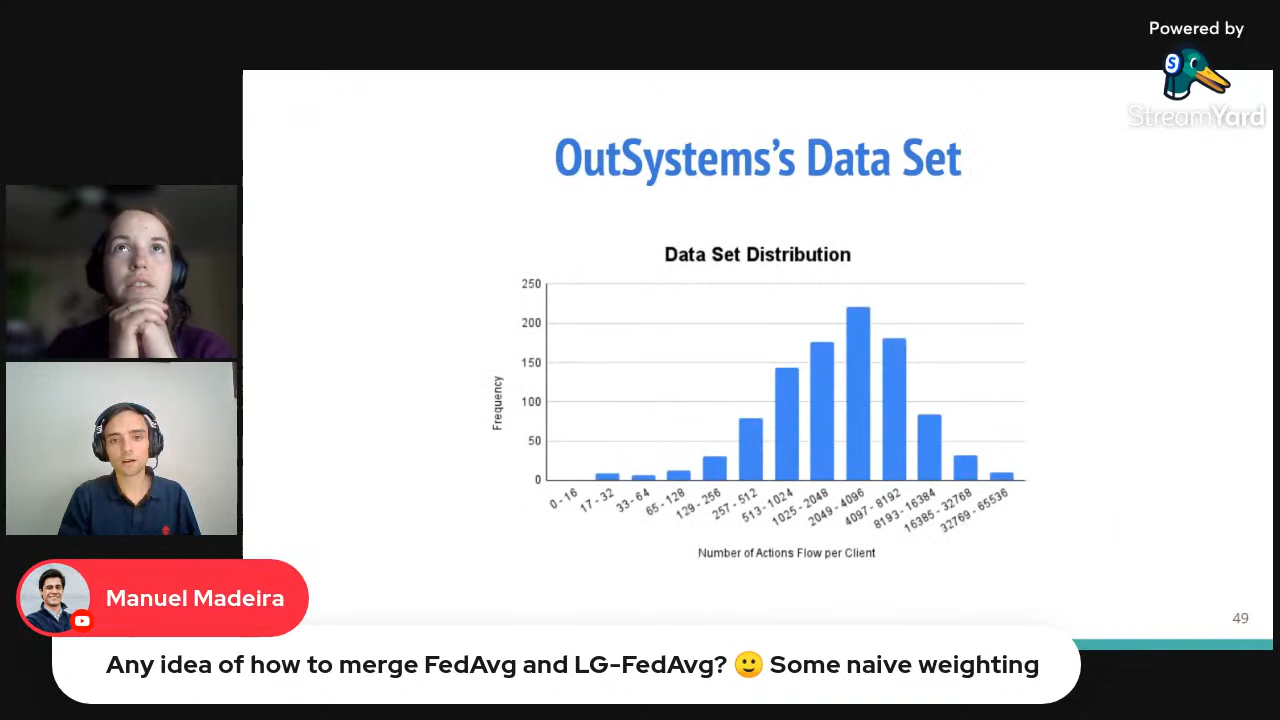 Powered by
StreamYard
OutSystems's Data Set
Data Set Distribution
250
200
150
100
50
0
Frequency
0 - 16
17 - 32
33 - 64
65 - 128
129 - 256
257 - 512
513 - 1024
1025 - 2048
2049 - 4096
4097 - 8192
8193 - 16384
16385 - 32768
32769 - 65536
Number of Actions Flow per Client
49
Manuel Madeira
Any idea of how to merge FedAvg and LG-FedAvg? 🙂 Some naive weighting